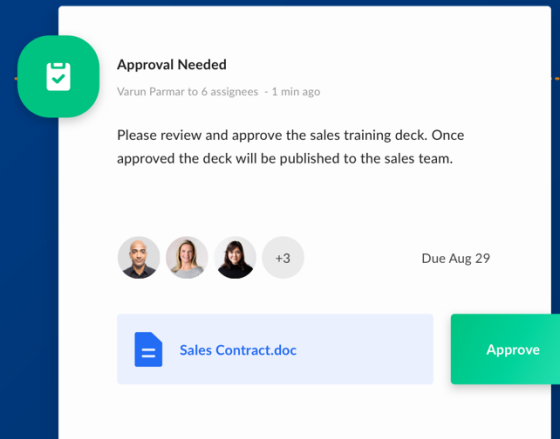 Approval Needed
Varun Parmar to 6 assignees - 1 min ago
Please review and approve the sales training deck. Once
approved the deck will be published to the sales team.
+3
Due Aug 29
Sales Contract.doc
Approve